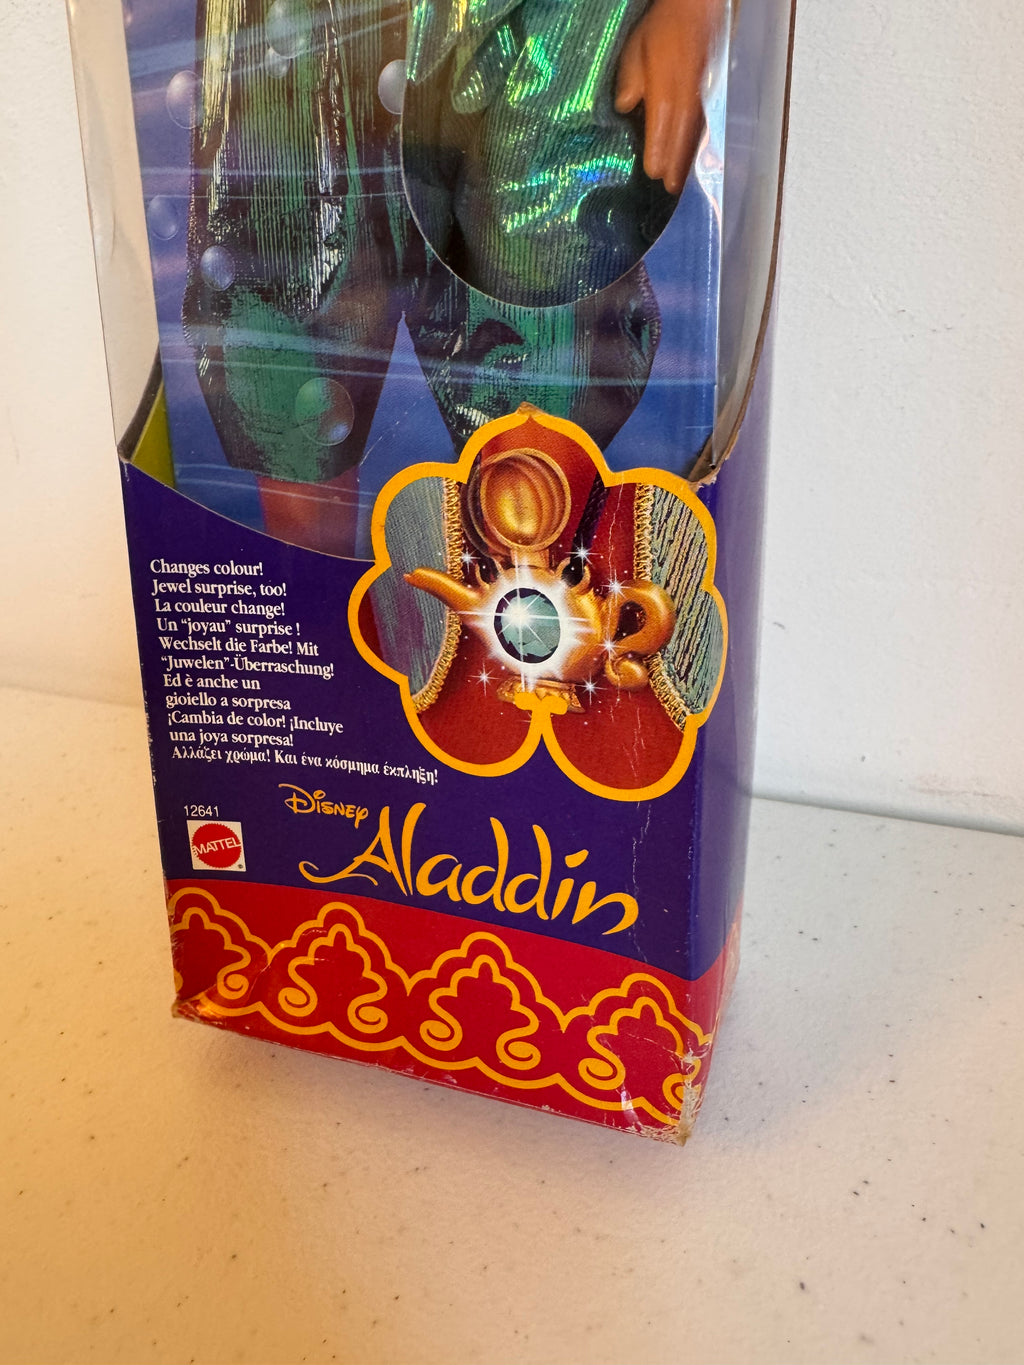 Changes colour!
Jewel surprise, too!
La couleur change!
Un "joyau" surprise !
Wechselt die Farbe! Mit
"Juwelen"-Überraschung!
Ed è anche un
gioiello a sorpresa
¡Cambia de color! ¡Incluye
una joya sorpresa!
Αλλάζει χρώμα! Και ένα κόσμημα έκπληξη!
12641
MATTEL
®
Disney
Aladdin